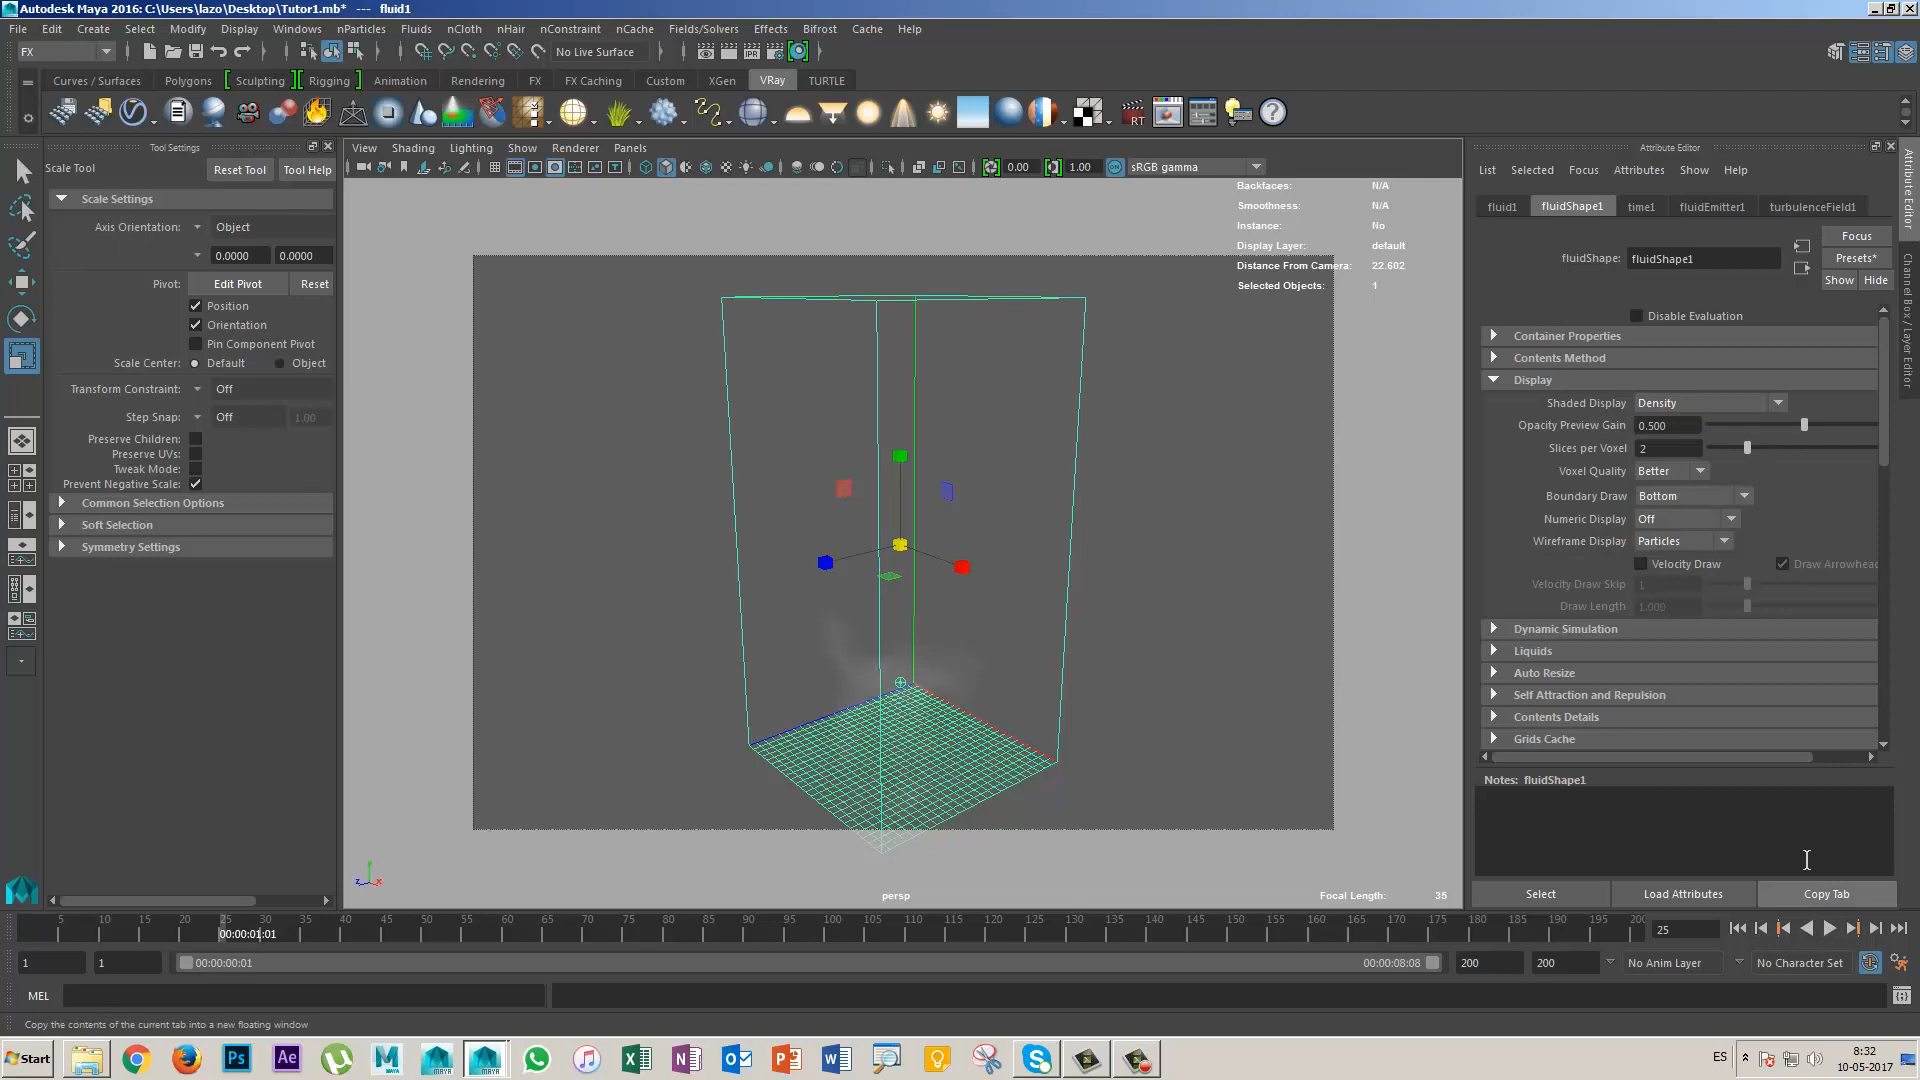 Autodesk Maya 2016: C:\Users\lazo\Desktop\Tutor1.mb*   ---   fluid1
File Edit Create Select Modify Display Windows nParticles Fluids nCloth nHair nConstraint nCache Fields/Solvers Effects Bifrost Cache Help
FX No Live Surface
Curves / Surfaces Polygons Sculpting Rigging Animation Rendering FX FX Caching Custom XGen VRay TURTLE
Tool Settings
Scale Tool Reset Tool Tool Help
Scale Settings
Axis Orientation: Object
0.0000 0.0000
Pivot: Edit Pivot Reset
Position
Orientation
Pin Component Pivot
Scale Center: Default Object
Transform Constraint: Off
Step Snap: Off 1.00
Preserve Children:
Preserve UVs:
Tweak Mode:
Prevent Negative Scale:
Common Selection Options
Soft Selection
Symmetry Settings
View Shading Lighting Show Renderer Panels
0.00 1.00 sRGB gamma
Backfaces: N/A
Smoothness: N/A
Instance: No
Display Layer: default
Distance From Camera: 22.602
Selected Objects: 1
persp
Focal Length: 35
Attribute Editor
List Selected Focus Attributes Show Help
fluid1 fluidShape1 time1 fluidEmitter1 turbulenceField1
Focus
fluidShape: fluidShape1 Presets*
Show Hide
Disable Evaluation
Container Properties
Contents Method
Display
Shaded Display Density
Opacity Preview Gain 0.500
Slices per Voxel 2
Voxel Quality Better
Boundary Draw Bottom
Numeric Display Off
Wireframe Display Particles
Velocity Draw Draw Arrowheac
Velocity Draw Skip 1
Draw Length 1.000
Dynamic Simulation
Liquids
Auto Resize
Self Attraction and Repulsion
Contents Details
Grids Cache
Notes: fluidShape1
Select Load Attributes Copy Tab
Attribute Editor
Channel Box / Layer Editor
5 10 15 20 25 30 35 40 45 50 55 60 65 70 75 80 85 90 95 100 105 110 115 120 125 130 135 140 145 150 155 160 165 170 175 180 185 190 195 200
00:00:01:01 25
1 1 00:00:00:01 00:00:08:08 200 200 No Anim Layer No Character Set
MEL
Copy the contents of the current tab into a new floating window
Start Ps Ae MAYA MAYA ES 8:32
10-05-2017